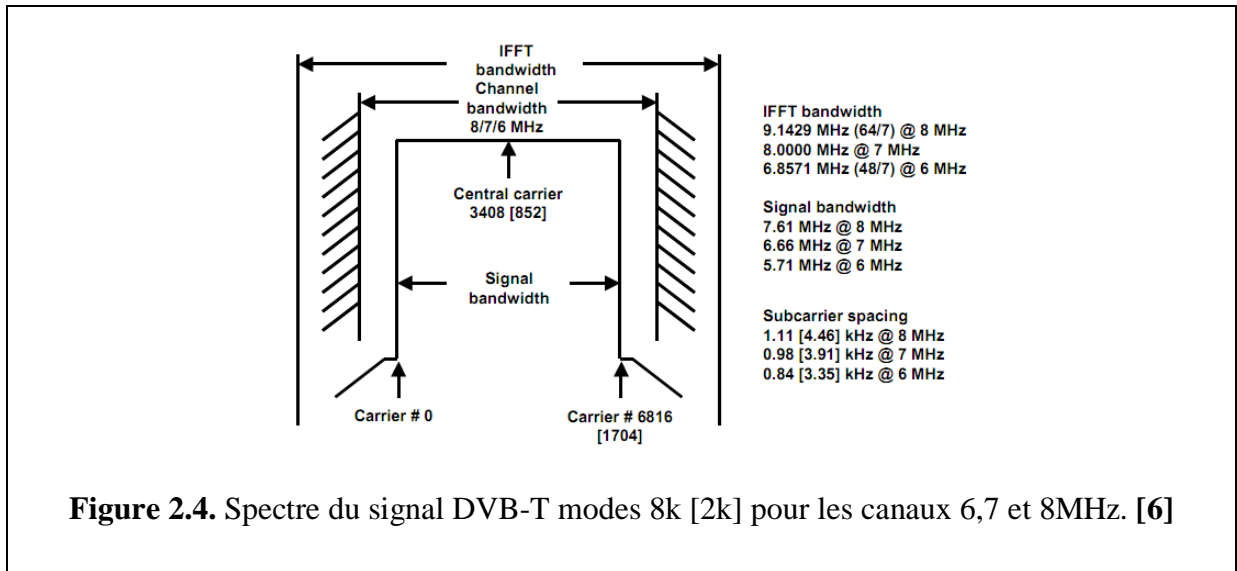 IFFT
bandwidth
Channel
bandwidth
8/7/6 MHz
Central carrier
3408 [852]
Signal
bandwidth
Carrier # 0
Carrier # 6816
[1704]
IFFT bandwidth
9.1429 MHz (64/7) @ 8 MHz
8.0000 MHz @ 7 MHz
6.8571 MHz (48/7) @ 6 MHz
Signal bandwidth
7.61 MHz @ 8 MHz
6.66 MHz @ 7 MHz
5.71 MHz @ 6 MHz
Subcarrier spacing
1.11 [4.46] kHz @ 8 MHz
0.98 [3.91] kHz @ 7 MHz
0.84 [3.35] kHz @ 6 MHz
Figure 2.4. Spectre du signal DVB-T modes 8k [2k] pour les canaux 6,7 et 8MHz. [6]